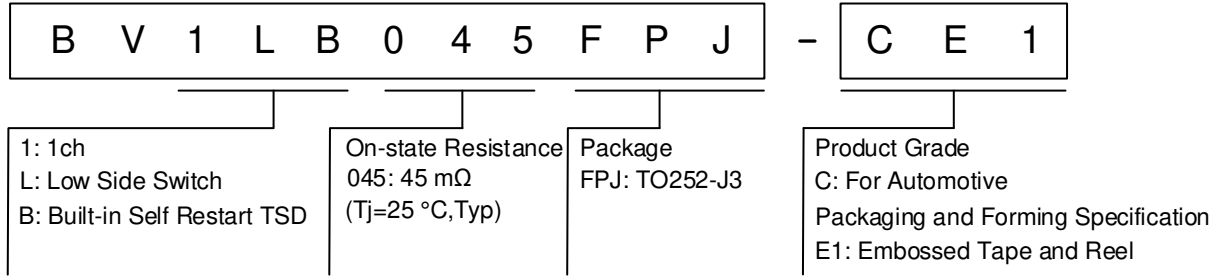 B V 1 L B 0 4 5 F P J - C E 1
1: 1ch
L: Low Side Switch
B: Built-in Self Restart TSD
On-state Resistance
045: 45 mΩ
(Tj=25 °C,Typ)
Package
FPJ: TO252-J3
Product Grade
C: For Automotive
Packaging and Forming Specification
E1: Embossed Tape and Reel